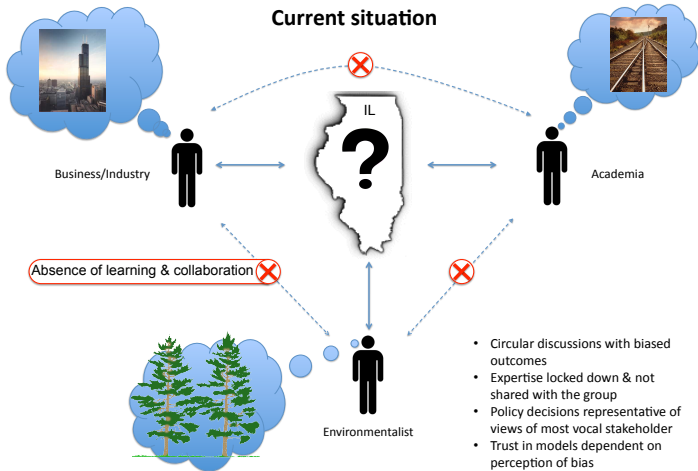 Current situation
IL
?
Business/Industry
Academia
Absence of learning & collaboration
Environmentalist
• Circular discussions with biased
outcomes
• Expertise locked down & not
shared with the group
• Policy decisions representative of
views of most vocal stakeholder
• Trust in models dependent on
perception of bias